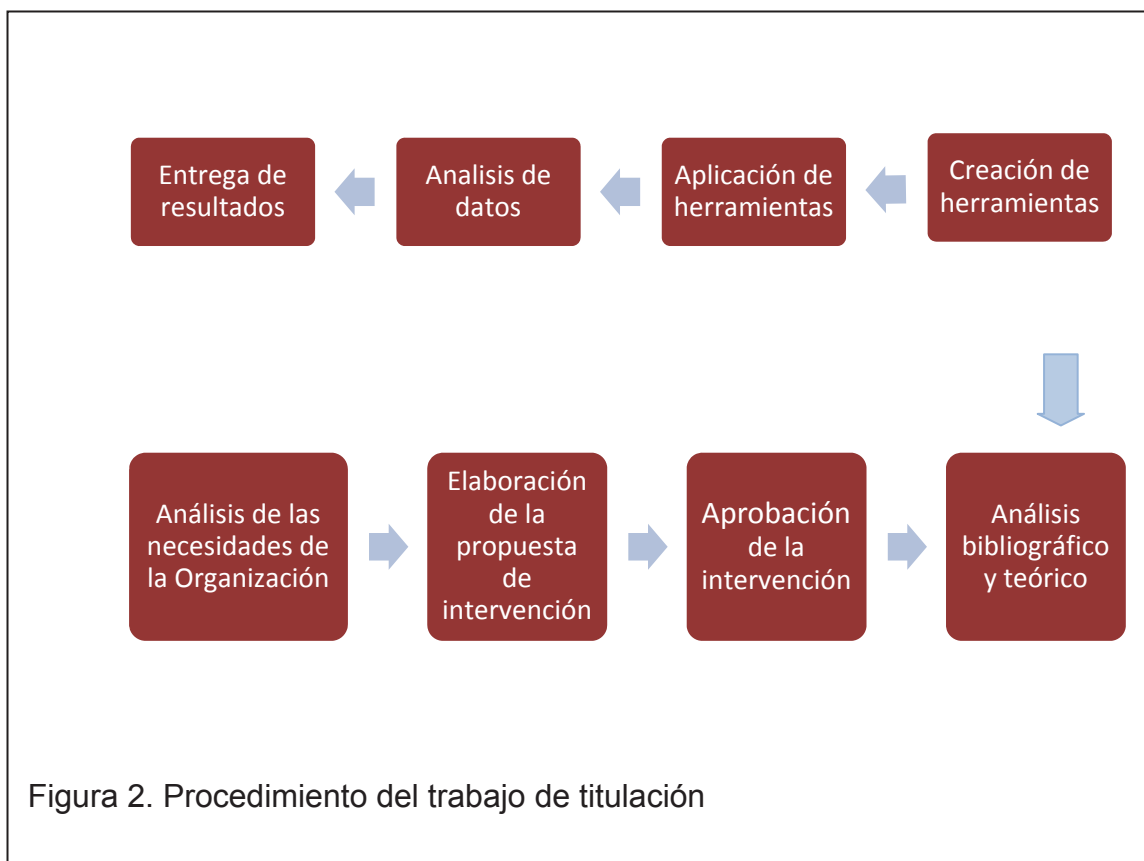 Entrega de
resultados
Analisis de
datos
Aplicación de
herramientas
Creación de
herramientas
Análisis de las
necesidades de
la Organización
Elaboración
de la
propuesta
de
intervención
Aprobación
de la
intervención
Análisis
bibliográfico
y teórico
Figura 2. Procedimiento del trabajo de titulación